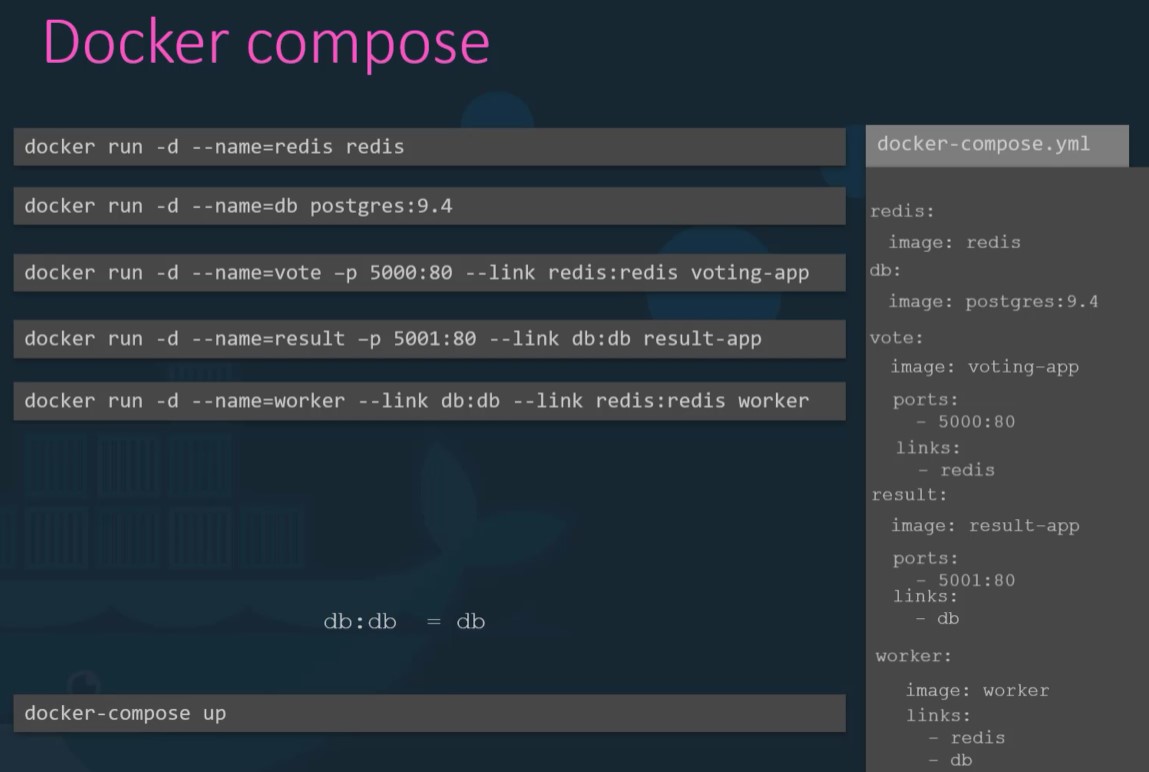 Docker compose
docker run -d --name=redis redis
docker run -d --name=db postgres:9.4
docker run -d --name=vote –p 5000:80 --link redis:redis voting-app
docker run -d --name=result –p 5001:80 --link db:db result-app
docker run -d --name=worker --link db:db --link redis:redis worker
db:db = db
docker-compose up
docker-compose.yml
redis:
image: redis
db:
image: postgres:9.4
vote:
image: voting-app
ports:
- 5000:80
links:
- redis
result:
image: result-app
ports:
- 5001:80
links:
- db
worker:
image: worker
links:
- redis
- db